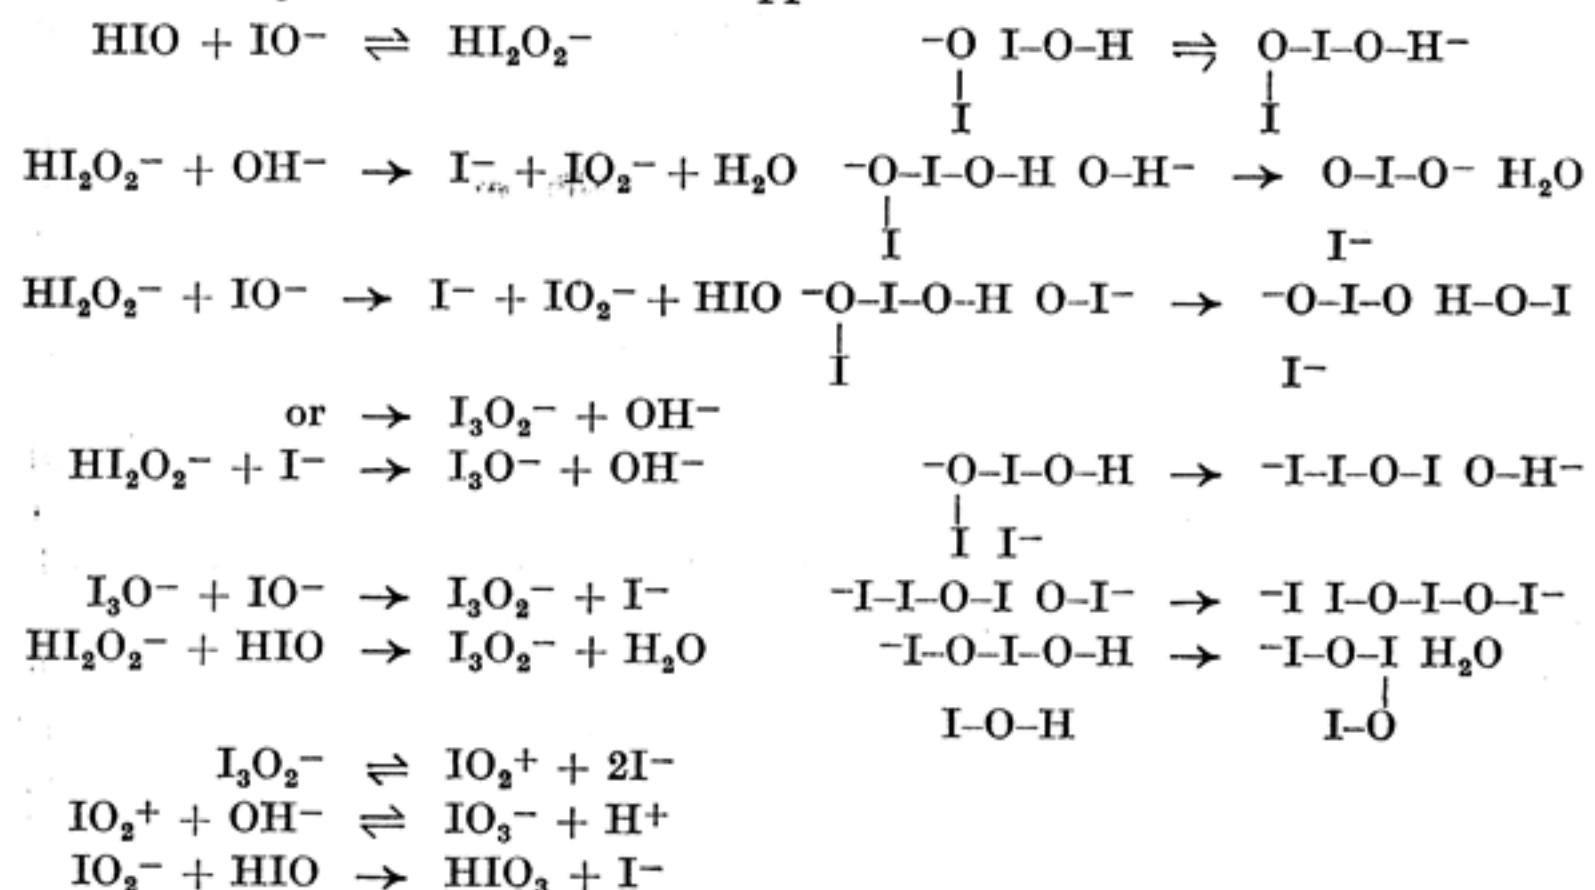 HIO + IO⁻ ⇌ HI₂O₂⁻ ⁻O I–O–H ⇌ O–I–O–H⁻
I I
HI₂O₂⁻ + OH⁻ → I⁻ + IO₂⁻ + H₂O ⁻O–I–O–H O–H⁻ → O–I–O⁻ H₂O
I I⁻
HI₂O₂⁻ + IO⁻ → I⁻ + IO₂⁻ + HIO ⁻O–I–O–H O–I⁻ → ⁻O–I–O H–O–I
I I⁻
or → I₃O₂⁻ + OH⁻
HI₂O₂⁻ + I⁻ → I₃O⁻ + OH⁻ ⁻O–I–O–H → ⁻I–I–O–I O–H⁻
I I⁻
I₃O⁻ + IO⁻ → I₃O₂⁻ + I⁻ ⁻I–I–O–I O–I⁻ → ⁻I I–O–I–O–I⁻
HI₂O₂⁻ + HIO → I₃O₂⁻ + H₂O ⁻I–O–I–O–H → ⁻I–O–I H₂O
I–O–H I–O
I₃O₂⁻ ⇌ IO₂⁺ + 2I⁻
IO₂⁺ + OH⁻ ⇌ IO₃⁻ + H⁺
IO₂⁻ + HIO → HIO₃ + I⁻